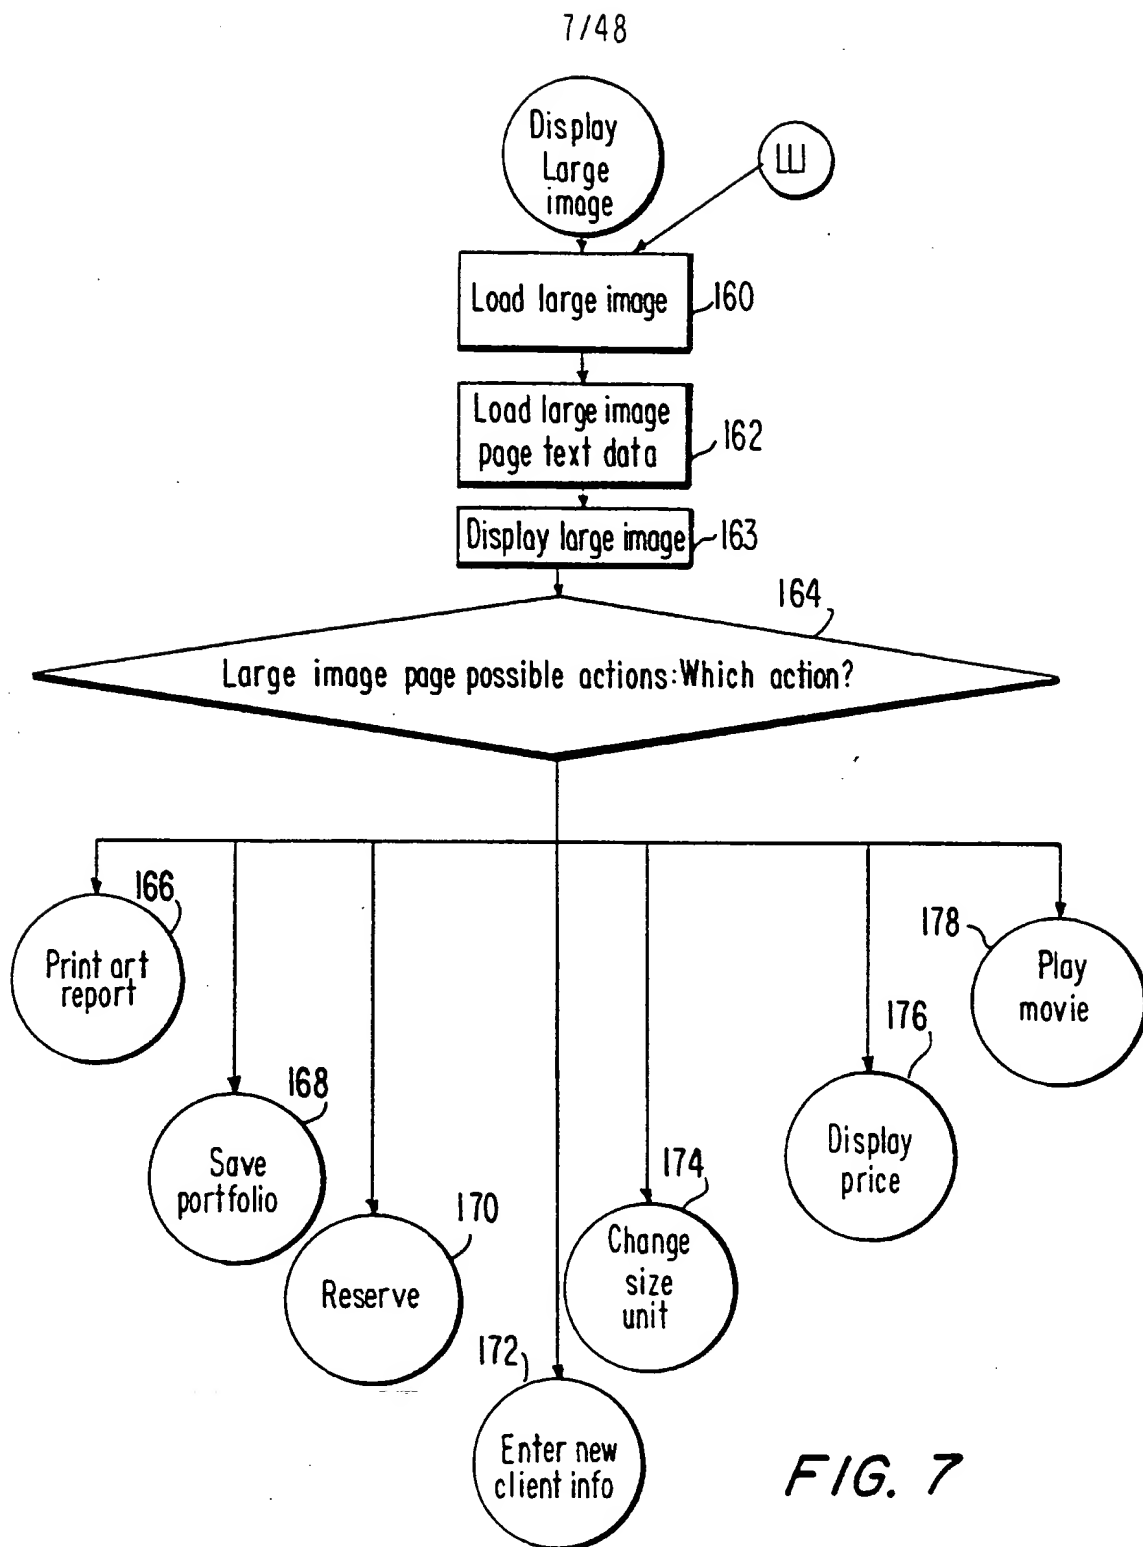 7/48
Display
Large
image
Ш
Load large image
160
Load large image
page text data
162
Display large image
163
164
Large image page possible actions:Which action?
166
Print art
report
168
Save
portfolio
170
Reserve
172
Enter new
client info
174
Change
size
unit
176
Display
price
178
Play
movie
FIG. 7